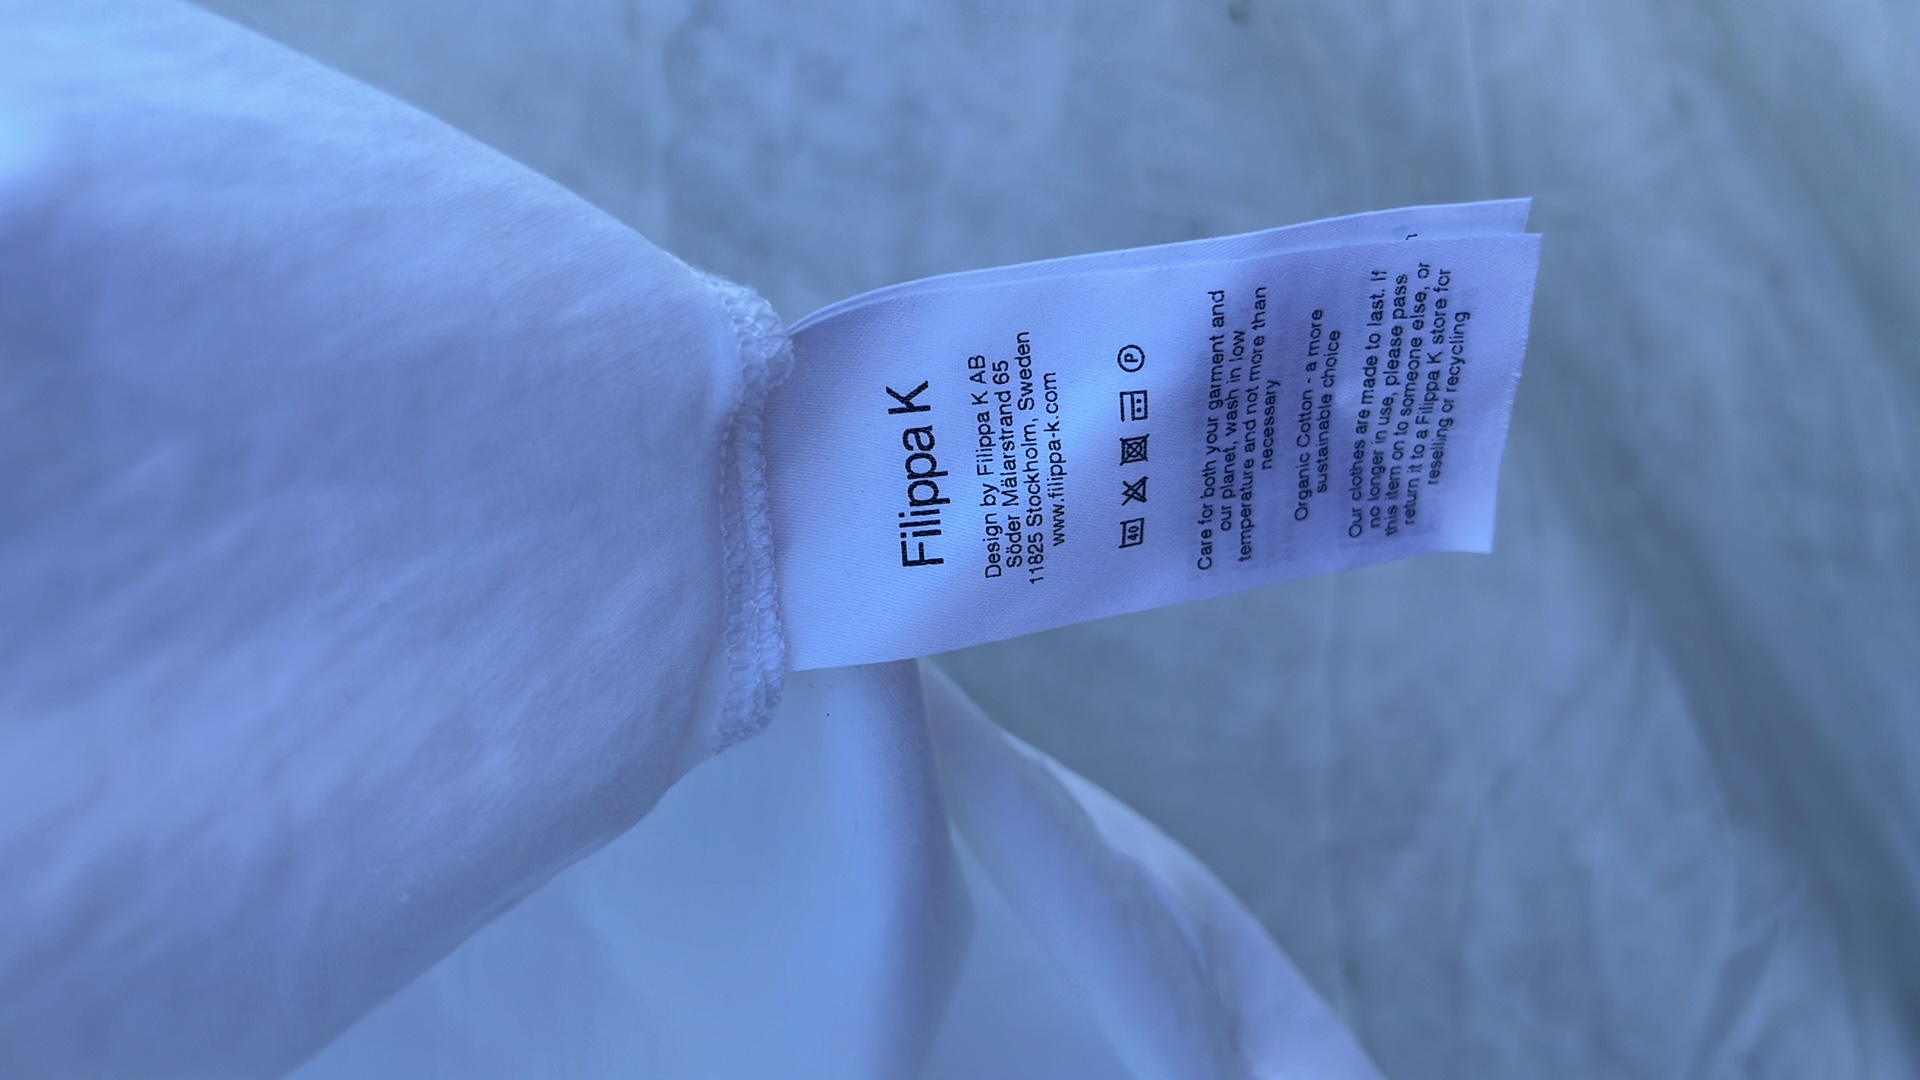 Filippa K
Design by Filippa K AB
Söder Mälarstrand 65
11825 Stockholm, Sweden
www.filippa-k.com
40 P
Care for both your garment and
our planet, wash in low
temperature and not more than
necessary
Organic Cotton - a more
sustainable choice
Our clothes are made to last. If
no longer in use, please pass
this item on to someone else, or
return it to a Filippa K store for
reselling or recycling